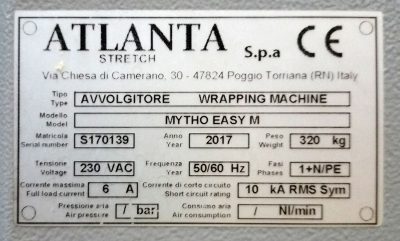 ATLANTA S.p.a CE
STRETCH
Via Chiesa di Camerano, 30 - 47824 Poggio Torriana (RN) Italy
Tipo
Type AVVOLGITORE WRAPPING MACHINE
Modello
Model MYTHO EASY M
Matricola Anno Peso
Serial number S170139 Year 2017 Weight 320 kg
Tensione Frequenza Fasi
Voltage 230 VAC Frequency 50/60 Hz Phases 1+N/PE
Corrente massima Corrente di corto circuito
Full load current 6 A Short circuit rating 10 kA RMS Sym
Pressione aria Consumo aria
Air pressure / bar Air consumption / Nl/min